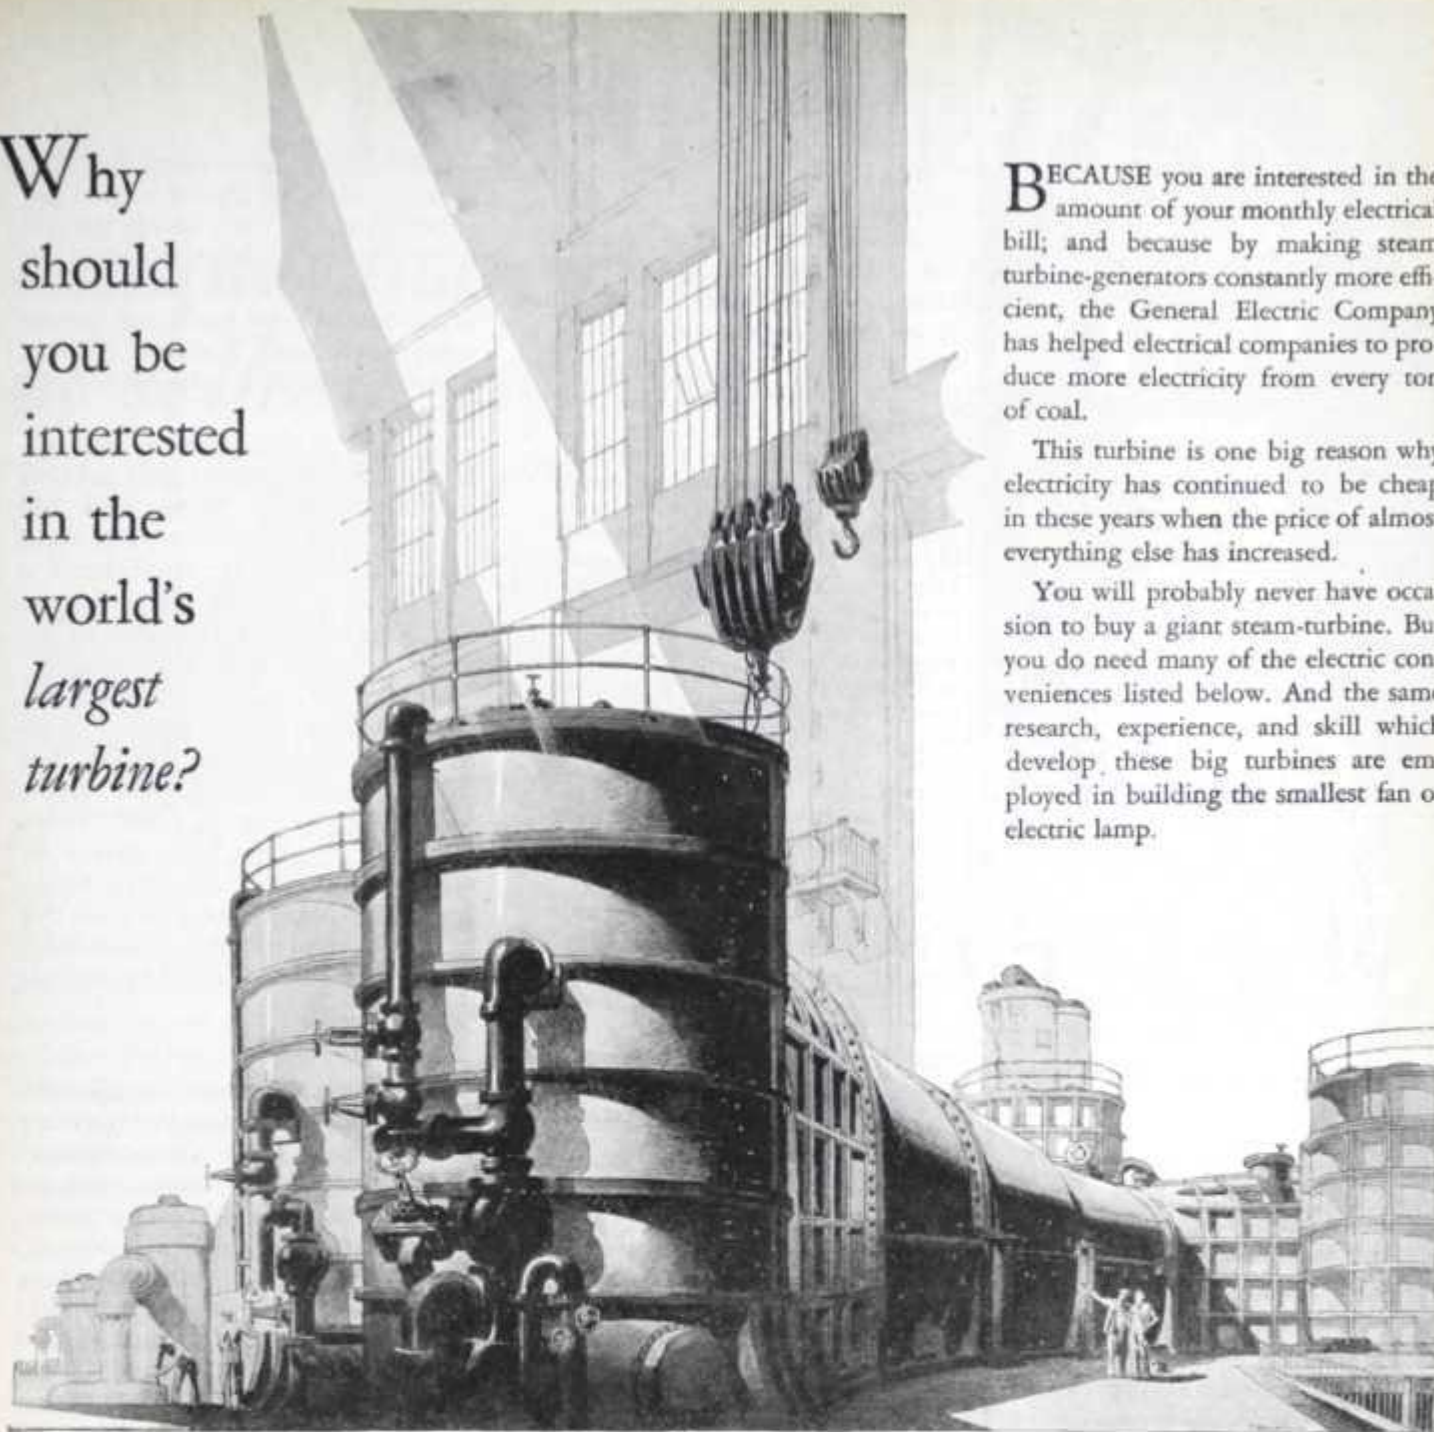 Why
should
you be
interested
in the
world's
largest
turbine?
BECAUSE you are interested in the
amount of your monthly electrical
bill; and because by making steam
turbine-generators constantly more effi-
cient, the General Electric Company
has helped electrical companies to pro-
duce more electricity from every ton
of coal.
This turbine is one big reason why
electricity has continued to be cheap
in these years when the price of almost
everything else has increased.
You will probably never have occa-
sion to buy a giant steam-turbine. But
you do need many of the electric con-
veniences listed below. And the same
research, experience, and skill which
develop these big turbines are em-
ployed in building the smallest fan or
electric lamp.